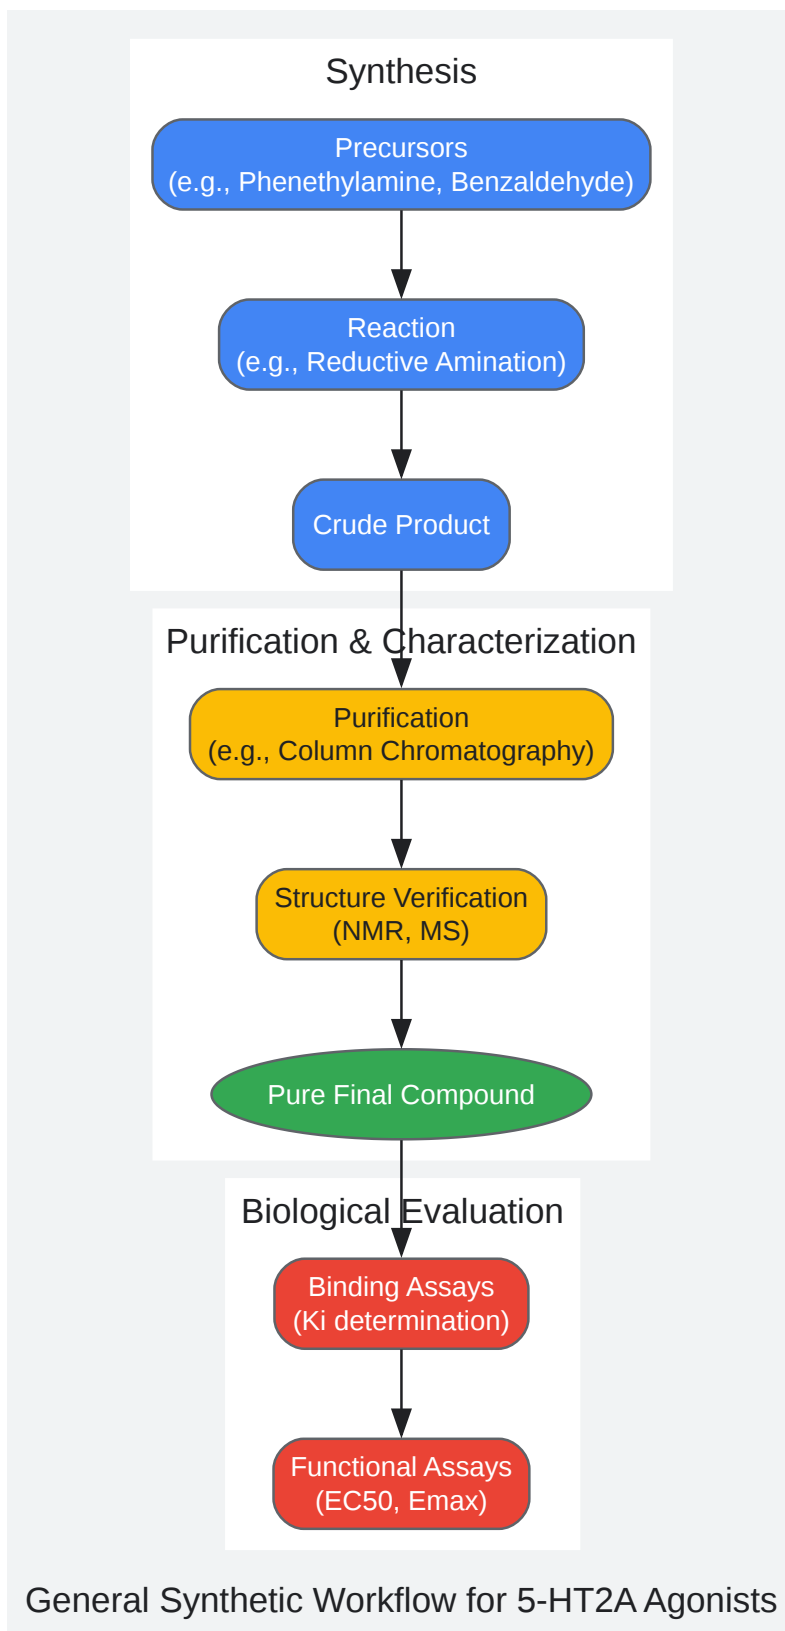 Synthesis
Precursors
(e.g., Phenethylamine, Benzaldehyde)
Reaction
(e.g., Reductive Amination)
Crude Product
Purification & Characterization
Purification
(e.g., Column Chromatography)
Structure Verification
(NMR, MS)
Pure Final Compound
Biological Evaluation
Binding Assays
(Ki determination)
Functional Assays
(EC50, Emax)
General Synthetic Workflow for 5-HT2A Agonists